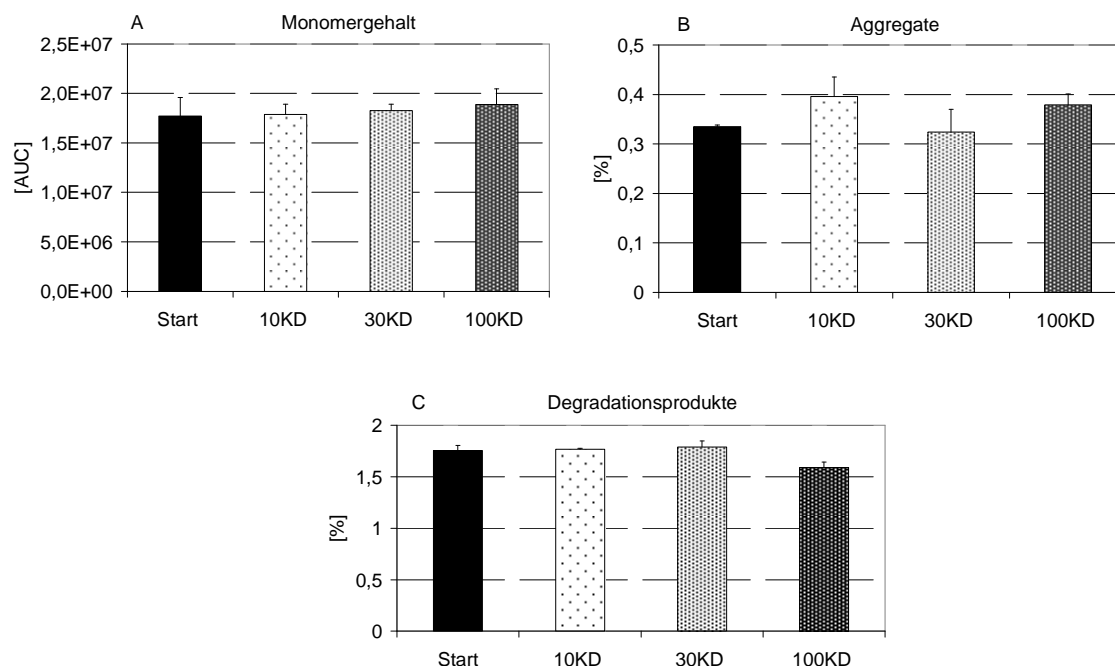 A Monomergehalt
[AUC]
2,5E+07
2,0E+07
1,5E+07
1,0E+07
5,0E+06
0,0E+00
Start 10KD 30KD 100KD
B Aggregate
[%]
0,5
0,4
0,3
0,2
0,1
0
Start 10KD 30KD 100KD
C Degradationsprodukte
[%]
2
1,5
1
0,5
0
Start 10KD 30KD 100KD